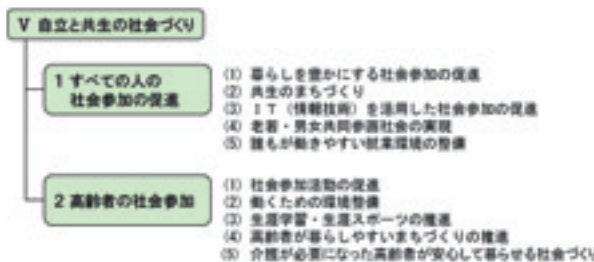 Ⅴ 自立と共生の社会づくり
1 すべての人の
社会参加の促進
(1) 暮らしを豊かにする社会参加の促進
(2) 共生のまちづくり
(3) IT（情報技術）を活用した社会参加の促進
(4) 老若・男女共同参画社会の実現
(5) 誰もが働きやすい就業環境の整備
2 高齢者の社会参加
(1) 社会参加活動の促進
(2) 働くための環境整備
(3) 生涯学習・生涯スポーツの推進
(4) 高齢者が暮らしやすいまちづくりの推進
(5) 介護が必要になった高齢者が安心して暮らせる社会づくり